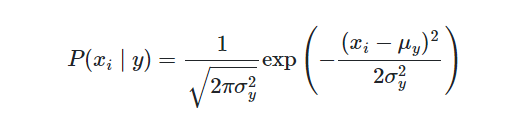 P(x_i | y) = \frac{1}{\sqrt{2\pi\sigma_y^2}} \exp\left(-\frac{(x_i - \mu_y)^2}{2\sigma_y^2}\right)